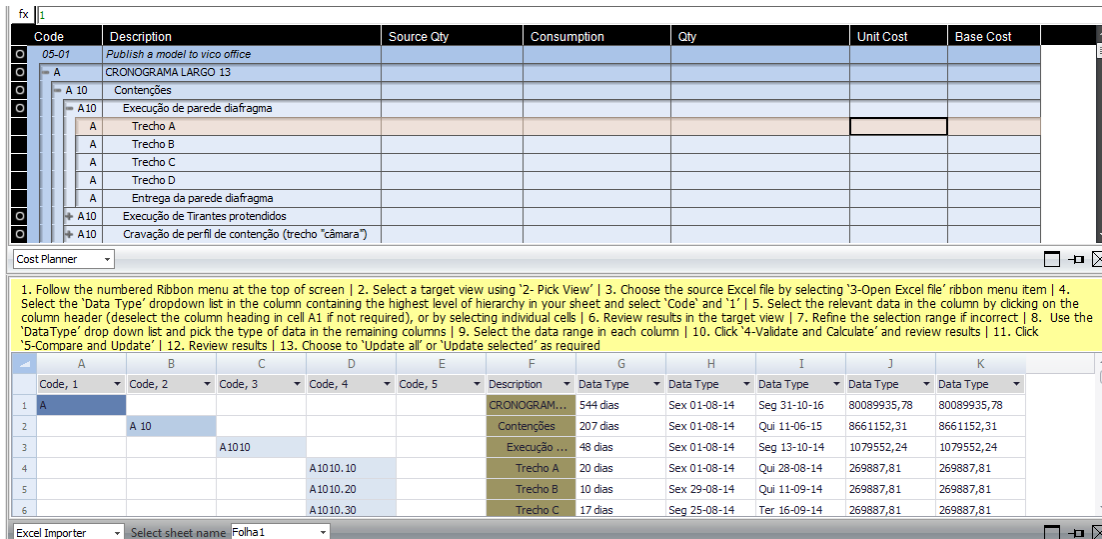 fx 1
Code Description Source Qty Consumption Qty Unit Cost Base Cost
05-01 Publish a model to vico office
A CRONOGRAMA LARGO 13
A 10 Contenções
A10 Execução de parede diafragma
A Trecho A
A Trecho B
A Trecho C
A Trecho D
A Entrega da parede diafragma
A10 Execução de Tirantes protendidos
A10 Cravação de perfil de contenção (trecho "câmara")
Cost Planner
1. Follow the numbered Ribbon menu at the top of screen | 2. Select a target view using '2- Pick View' | 3. Choose the source Excel file by selecting '3-Open Excel file' ribbon menu item | 4.
Select the 'Data Type' dropdown list in the column containing the highest level of hierarchy in your sheet and select 'Code' and '1' | 5. Select the relevant data in the column by clicking on the
column header (deselect the column heading in cell A1 if not required), or by selecting individual cells | 6. Review results in the target view | 7. Refine the selection range if incorrect | 8. Use the
'DataType' drop down list and pick the type of data in the remaining columns | 9. Select the data range in each column | 10. Click '4-Validate and Calculate' and review results | 11. Click
'5-Compare and Update' | 12. Review results | 13. Choose to 'Update all' or 'Update selected' as required
A B C D E F G H I J K
Code, 1 Code, 2 Code, 3 Code, 4 Code, 5 Description Data Type Data Type Data Type Data Type Data Type
1 A CRONOGRAM... 544 dias Sex 01-08-14 Seg 31-10-16 80089935,78 80089935,78
2 A 10 Contenções 207 dias Sex 01-08-14 Qui 11-06-15 8661152,31 8661152,31
3 A1010 Execução ... 48 dias Sex 01-08-14 Seg 13-10-14 1079552,24 1079552,24
4 A1010.10 Trecho A 20 dias Sex 01-08-14 Qui 28-08-14 269887,81 269887,81
5 A1010.20 Trecho B 10 dias Sex 29-08-14 Qui 11-09-14 269887,81 269887,81
6 A1010.30 Trecho C 17 dias Seg 25-08-14 Ter 16-09-14 269887,81 269887,81
Excel Importer Select sheet name Folha1